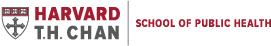 HARVARD
T.H. CHAN
SCHOOL OF PUBLIC HEALTH